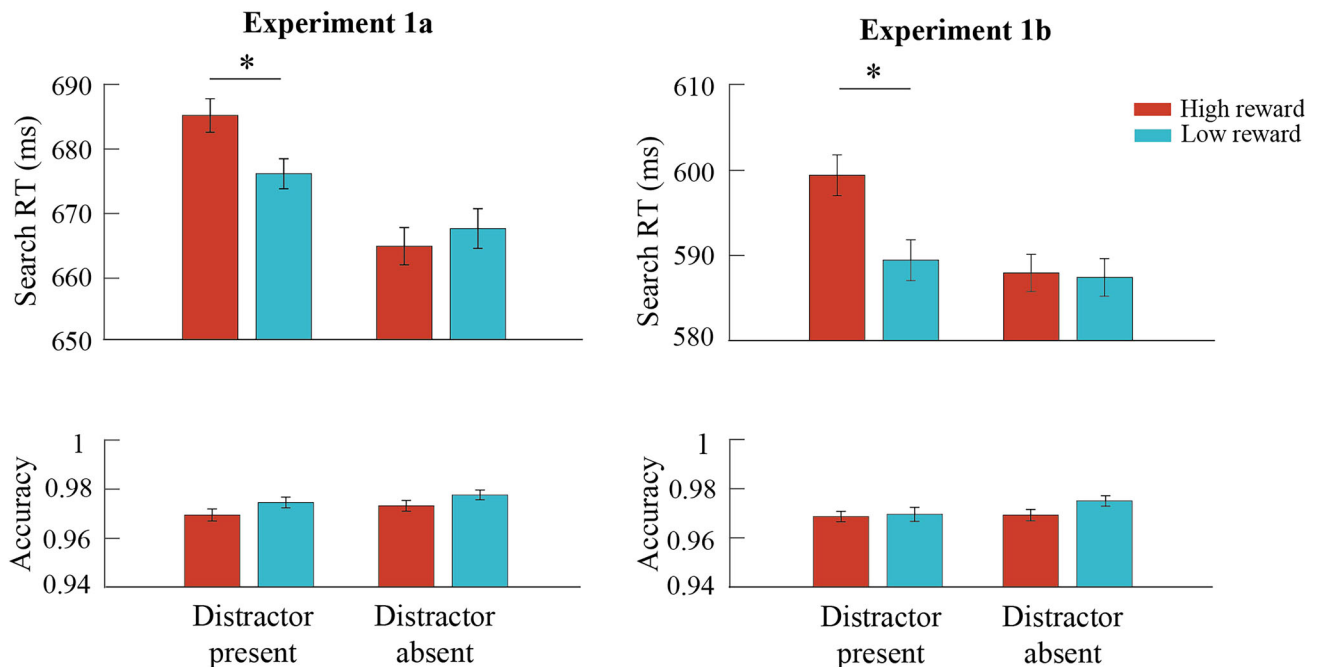 Experiment 1a
*
690
680
670
660
650
Search RT (ms)
1
0.98
0.96
0.94
Accuracy
Distractor
present
Distractor
absent
Experiment 1b
*
610
600
590
580
Search RT (ms)
High reward
Low reward
1
0.98
0.96
0.94
Accuracy
Distractor
present
Distractor
absent